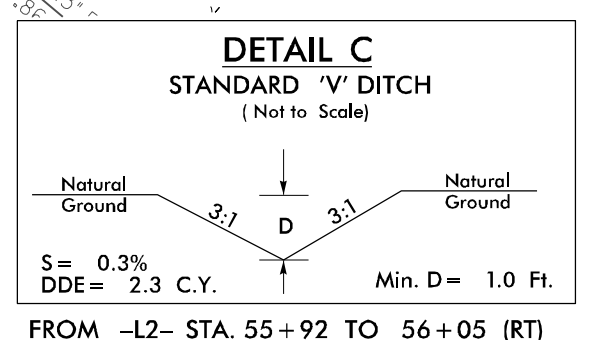 DETAIL C
STANDARD 'V' DITCH
( Not to Scale)
Natural
Ground
3:1
D
3:1
Natural
Ground
S = 0.3%
DDE = 2.3 C.Y.
Min. D = 1.0 Ft.
FROM -L2- STA. 55+92 TO 56+05 (RT)